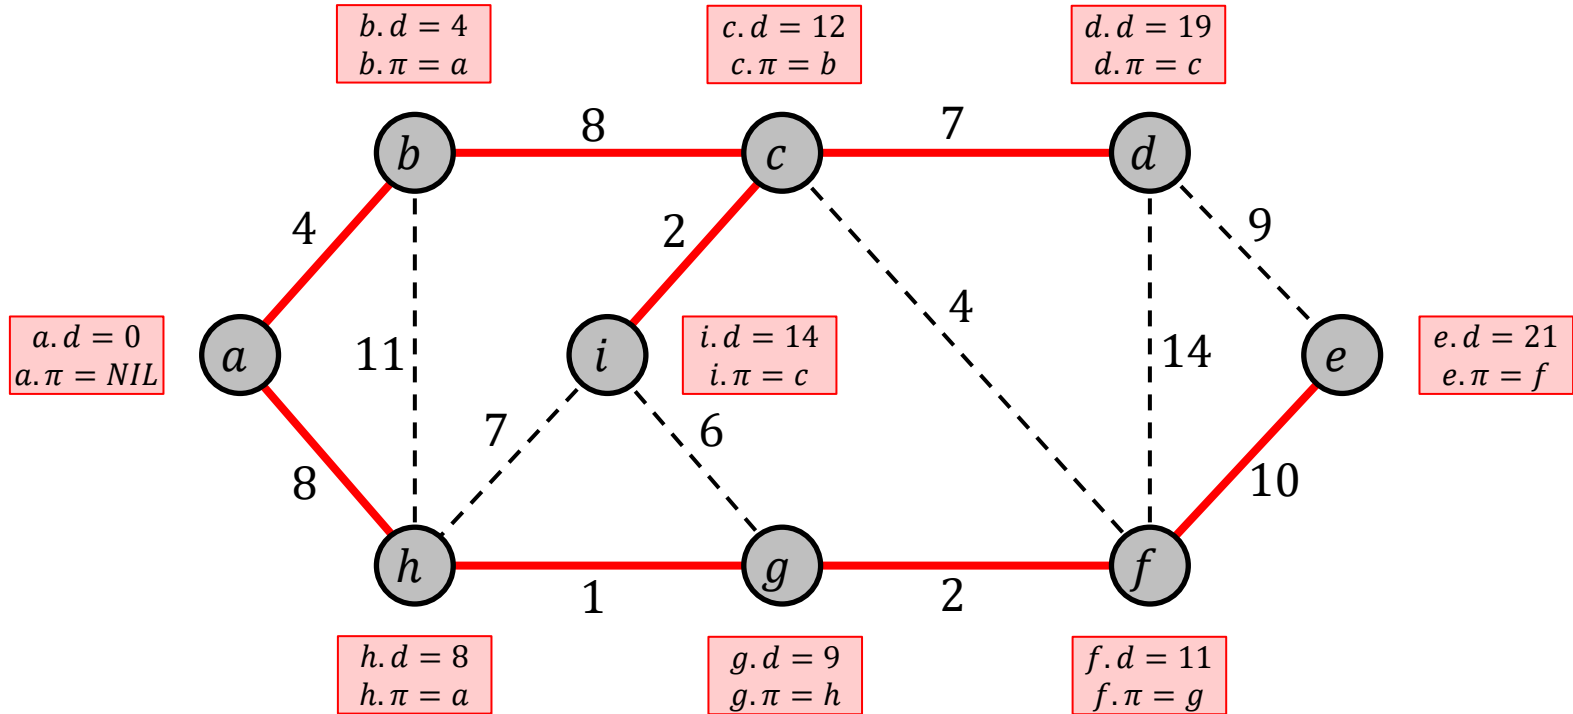 b.d = 4
b.π = a
c.d = 12
c.π = b
d.d = 19
d.π = c
8
7
b
c
d
4
2
9
4
a.d = 0
a.π = NIL
a
11
i
i.d = 14
i.π = c
14
e
e.d = 21
e.π = f
7
6
8
10
h
g
f
1
2
h.d = 8
h.π = a
g.d = 9
g.π = h
f.d = 11
f.π = g